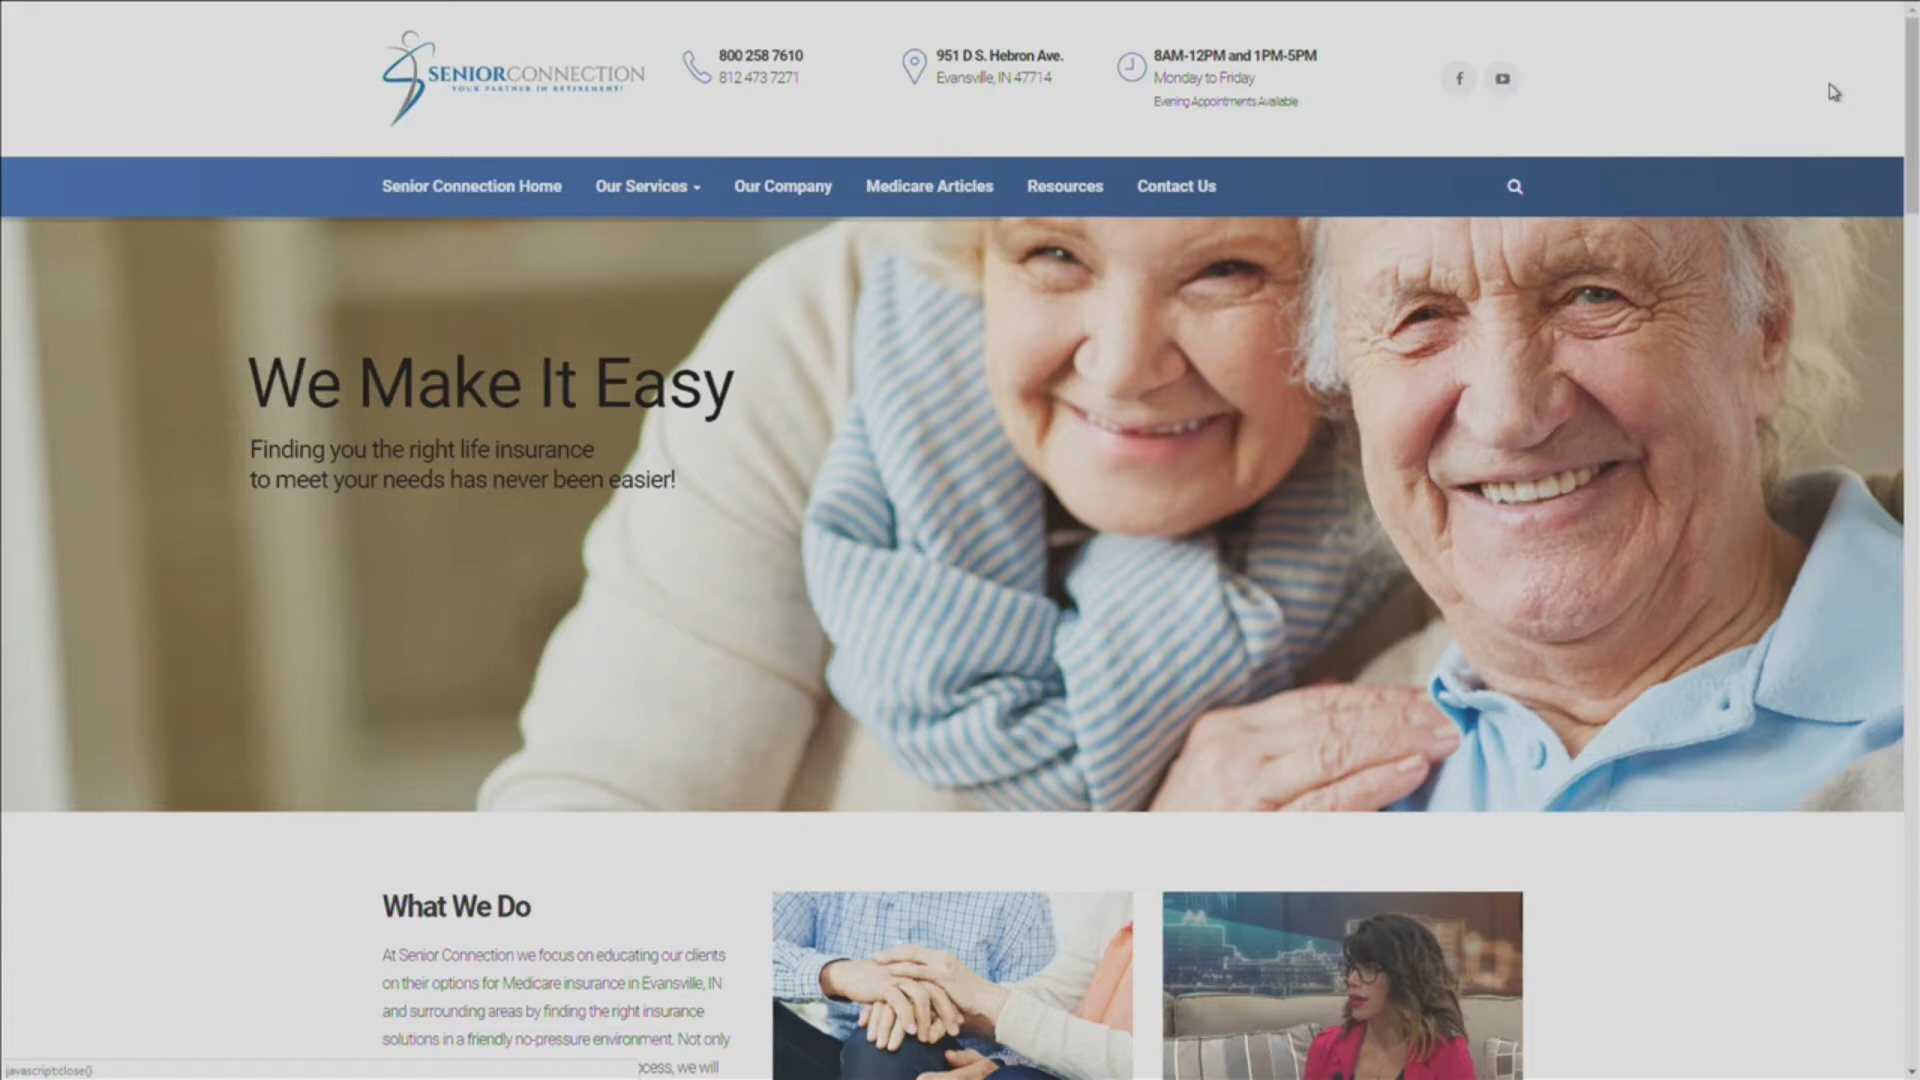 SENIORCONNECTION
YOUR PARTNER IN RETIREMENT!
800 258 7610
812 473 7271
951 D S. Hebron Ave.
Evansville, IN 47714
8AM-12PM and 1PM-5PM
Monday to Friday
Evening Appointments Available
Senior Connection Home
Our Services
Our Company
Medicare Articles
Resources
Contact Us
We Make It Easy
Finding you the right life insurance
to meet your needs has never been easier!
What We Do
At Senior Connection we focus on educating our clients
on their options for Medicare insurance in Evansville, IN
and surrounding areas by finding the right insurance
solutions in a friendly no-pressure environment. Not only
we will
javascript:close()